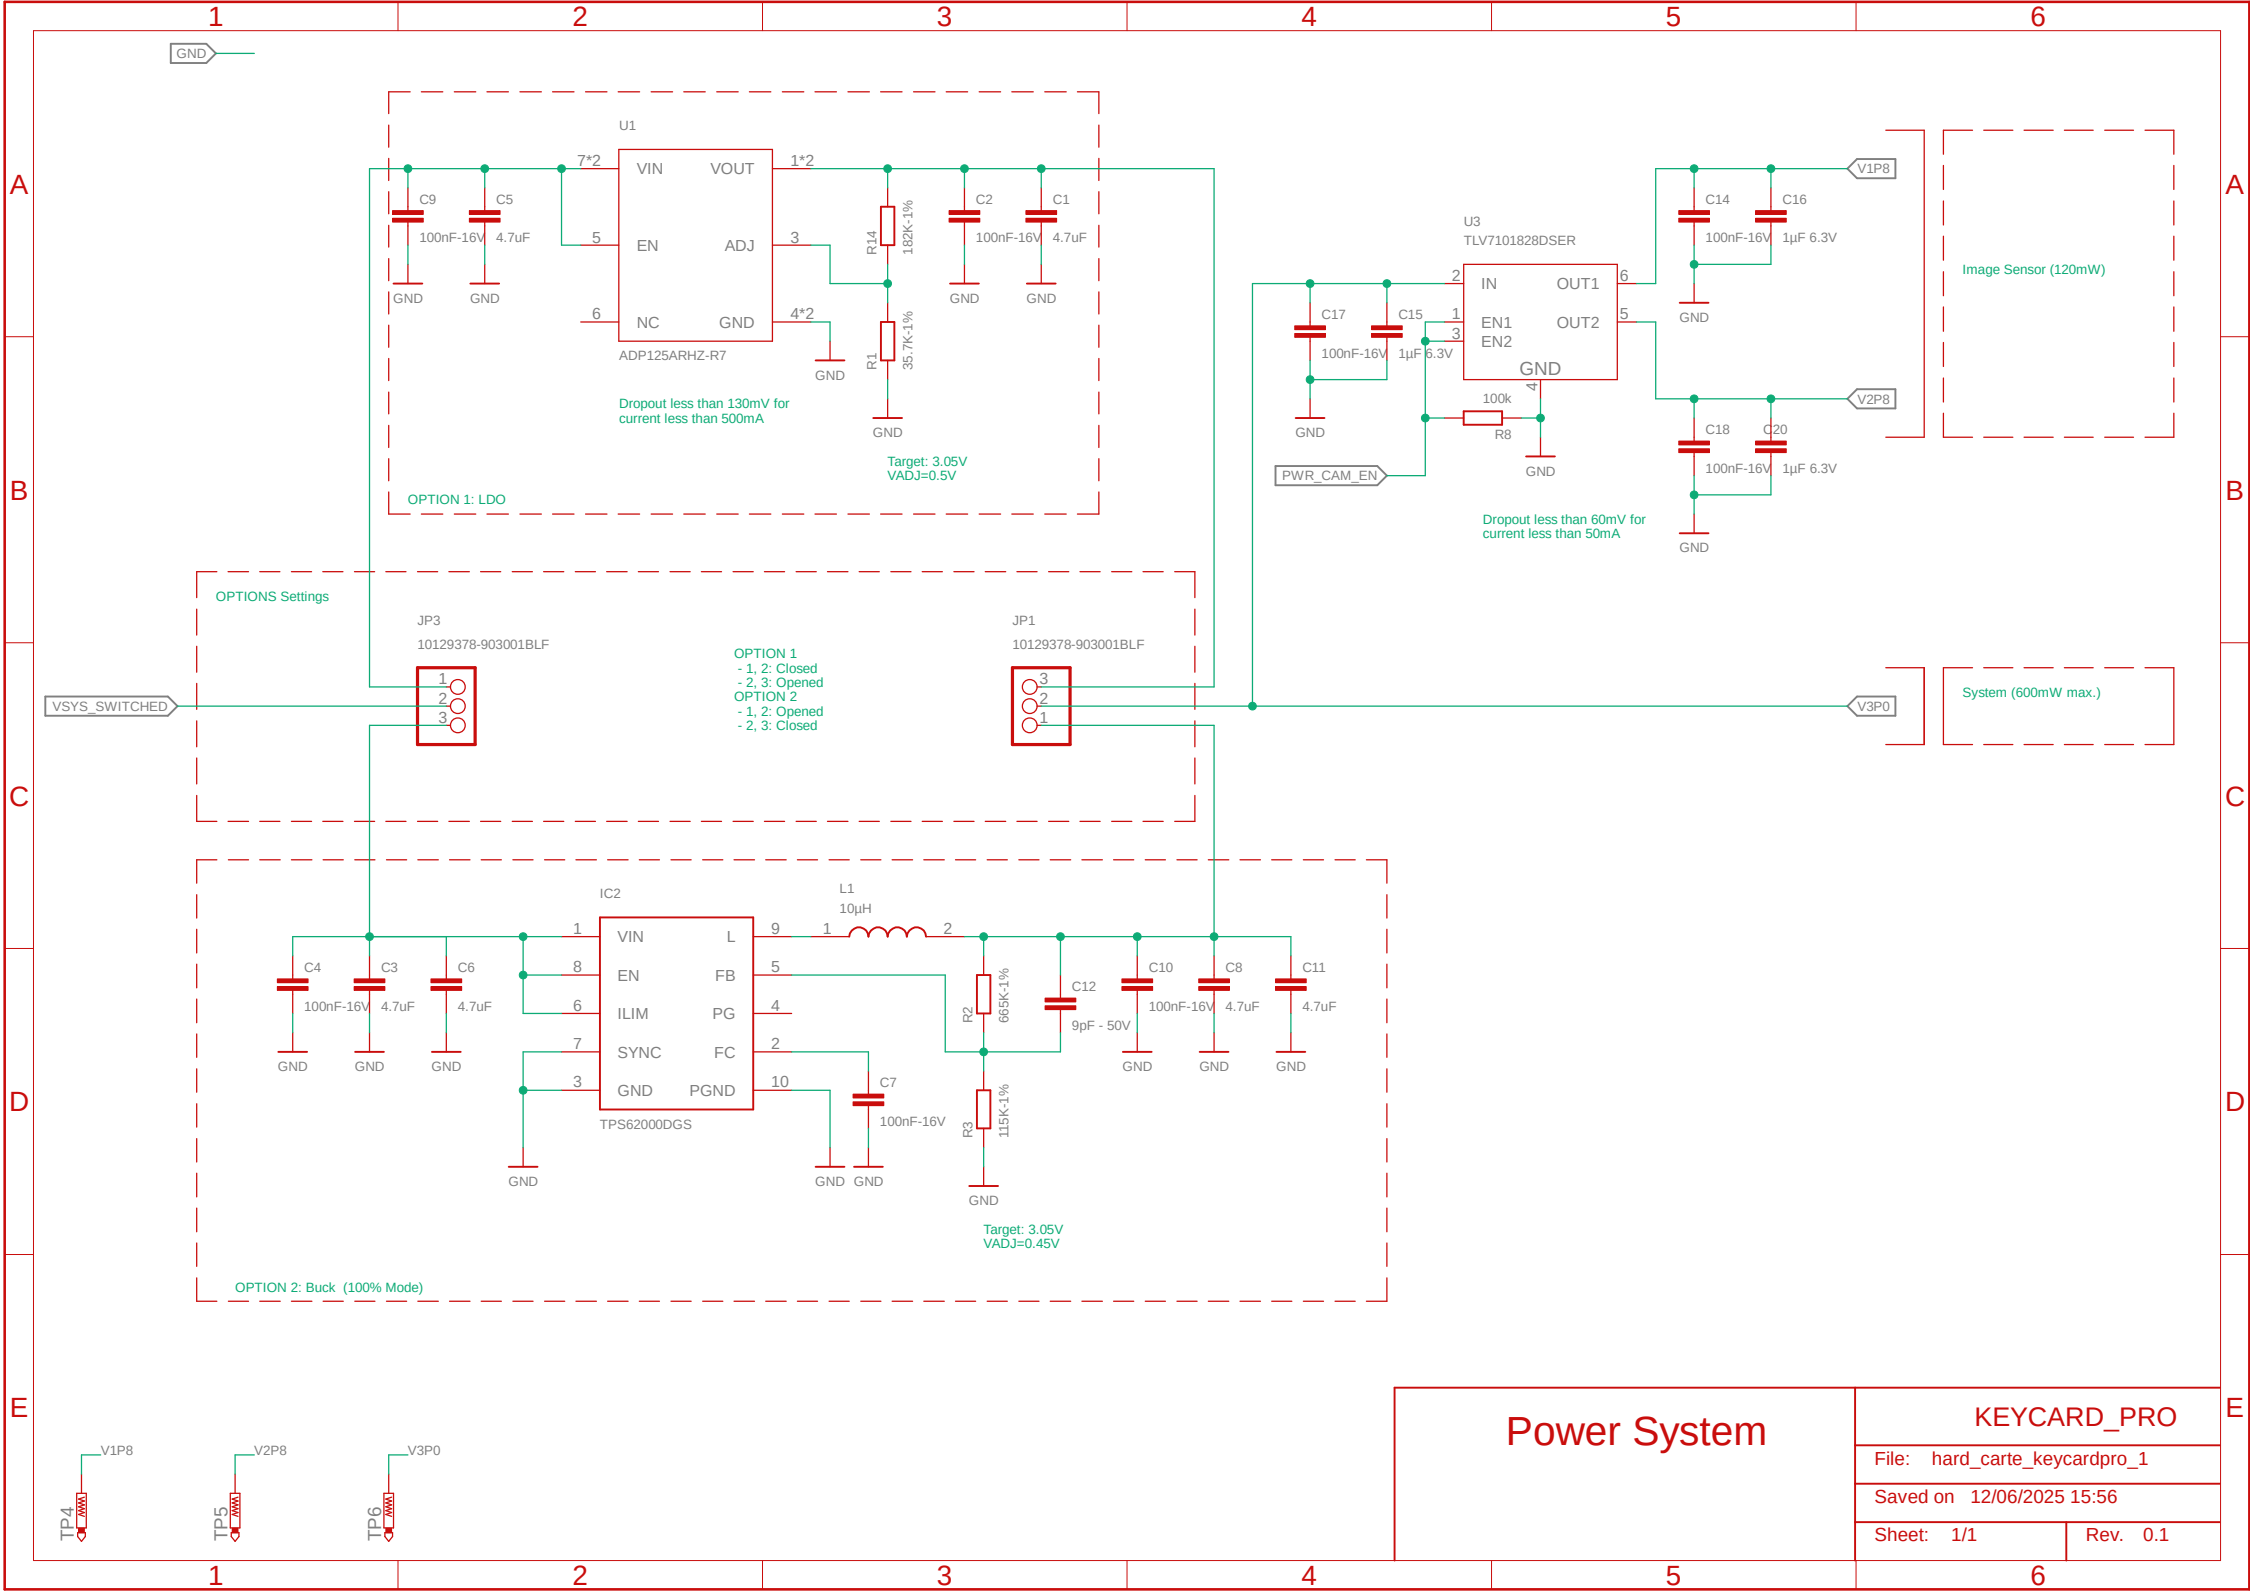 1 2 3 4 5 6
A
B
C
D
E
A
B
C
D
E
GND
U1
7*2 VIN VOUT 1*2
5 EN ADJ 3
6 NC GND 4*2
ADP125ARHZ-R7
C9
100nF-16V
GND
C5
4.7uF
GND
R14
182K-1%
R1
35.7K-1%
GND
GND
C2
100nF-16V
GND
C1
4.7uF
GND
Dropout less than 130mV for
current less than 500mA
Target: 3.05V
VADJ=0.5V
OPTION 1: LDO
U3
TLV7101828DSER
2 IN OUT1 6
1 EN1 OUT2 5
3 EN2
GND
4
C17
100nF-16V
C15
1µF 6.3V
GND
100k
R8
GND
PWR_CAM_EN
C14
100nF-16V
C16
1µF 6.3V
GND
V1P8
C18
100nF-16V
C20
1µF 6.3V
GND
V2P8
Dropout less than 60mV for
current less than 50mA
Image Sensor (120mW)
OPTIONS Settings
JP3
10129378-903001BLF
1
2
3
VSYS_SWITCHED
OPTION 1
- 1, 2: Closed
- 2, 3: Opened
OPTION 2
- 1, 2: Opened
- 2, 3: Closed
JP1
10129378-903001BLF
3
2
1
V3P0
System (600mW max.)
IC2
1 VIN L 9
8 EN FB 5
6 ILIM PG 4
7 SYNC FC 2
3 GND PGND 10
TPS62000DGS
L1
10µH
1 2
C4
100nF-16V
GND
C3
4.7uF
GND
C6
4.7uF
GND
GND
GND
C7
100nF-16V
GND
R2
665K-1%
R3
115K-1%
GND
C12
9pF - 50V
C10
100nF-16V
GND
C8
4.7uF
GND
C11
4.7uF
GND
Target: 3.05V
VADJ=0.45V
OPTION 2: Buck (100% Mode)
V1P8
TP4
V2P8
TP5
V3P0
TP6
Power System
KEYCARD_PRO
File: hard_carte_keycardpro_1
Saved on 12/06/2025 15:56
Sheet: 1/1 Rev. 0.1
1 2 3 4 5 6